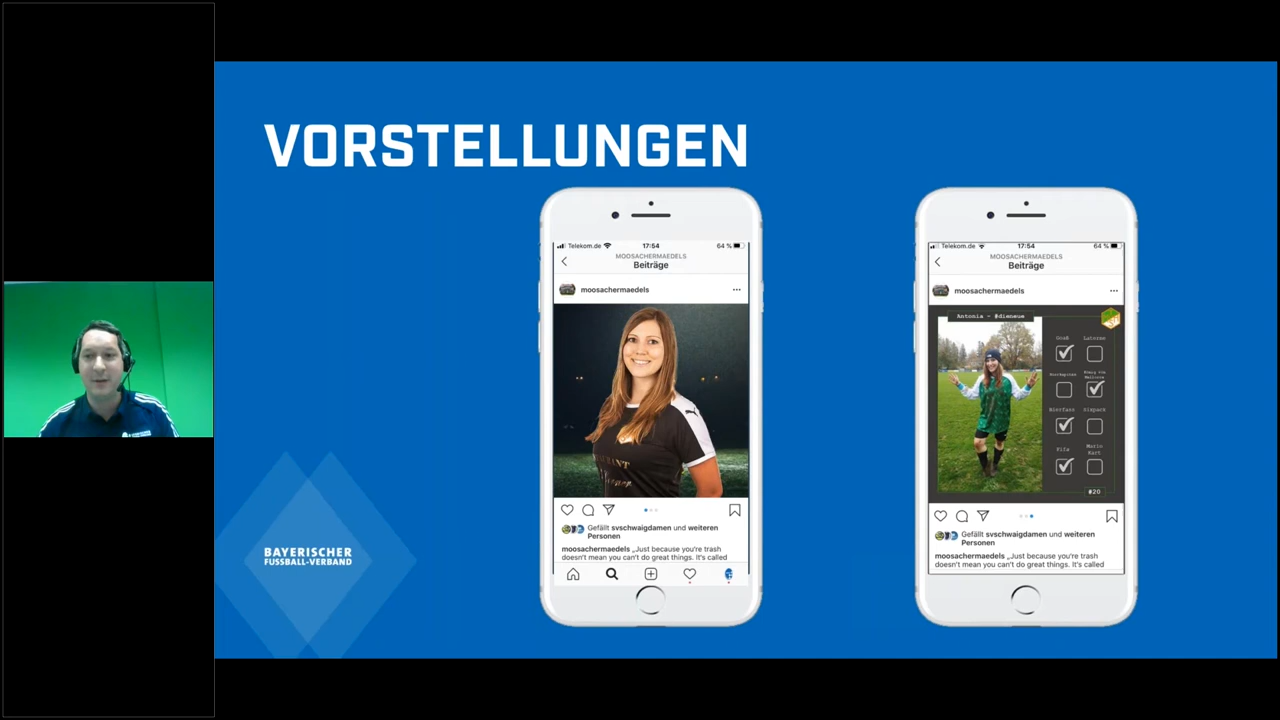 VORSTELLUNGEN
Telekom.de 17:54 64 %
MOOSACHERMAEDELS
Beiträge
moosachermaedels
Gefällt svschwaigdamen und weiteren
Personen
moosachermaedels „Just because you're trash
doesn't mean you can't do great things. It's called
Telekom.de 17:54 64 %
MOOSACHERMAEDELS
Beiträge
moosachermaedels
Antonia - #dieneue
Laterne
Bierfass Sixpack
Fifa Mario
Kart
#20
Gefällt svschwaigdamen und weiteren
Personen
moosachermaedels „Just because you're trash
doesn't mean you can't do great things. It's called
BAYERISCHER
FUSSBALL-VERBAND